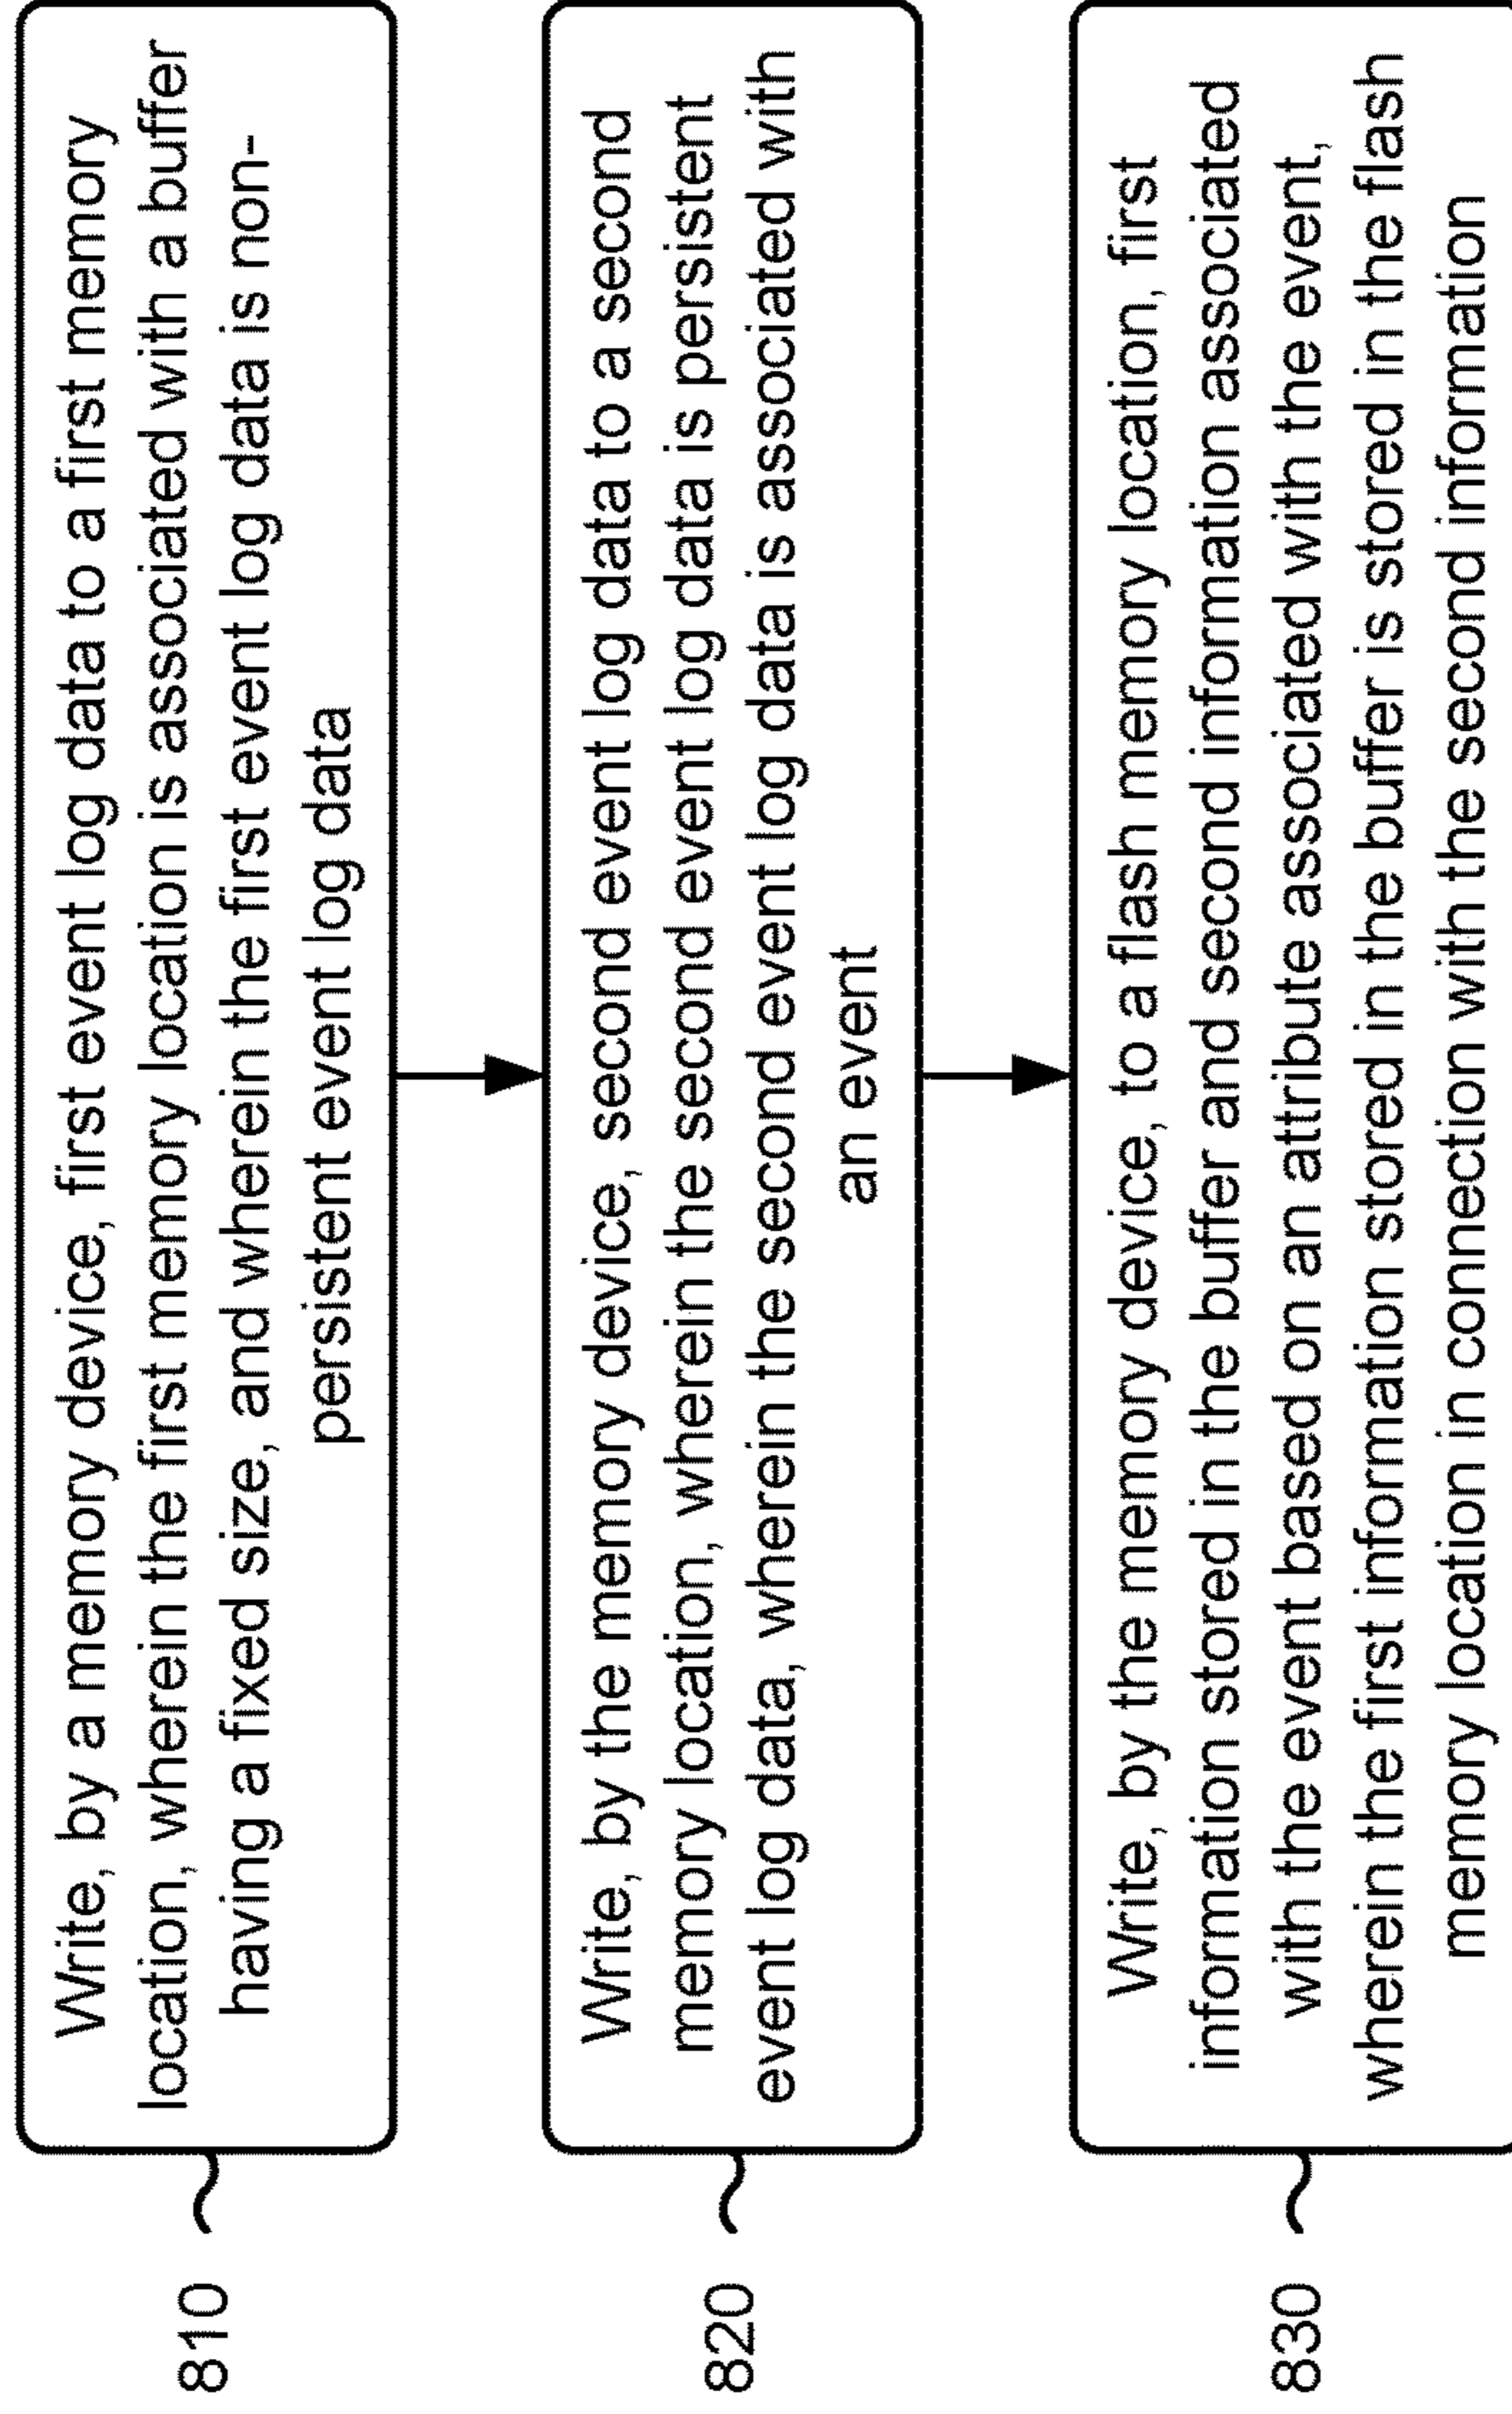 810
Write, by a memory device, first event log data to a first memory
location, wherein the first memory location is associated with a buffer
having a fixed size, and wherein the first event log data is non-
persistent event log data
820
Write, by the memory device, second event log data to a second
memory location, wherein the second event log data is persistent
event log data, wherein the second event log data is associated with
an event
830
Write, by the memory device, to a flash memory location, first
information stored in the buffer and second information associated
with the event based on an attribute associated with the event,
wherein the first information stored in the buffer is stored in the flash
memory location in connection with the second information